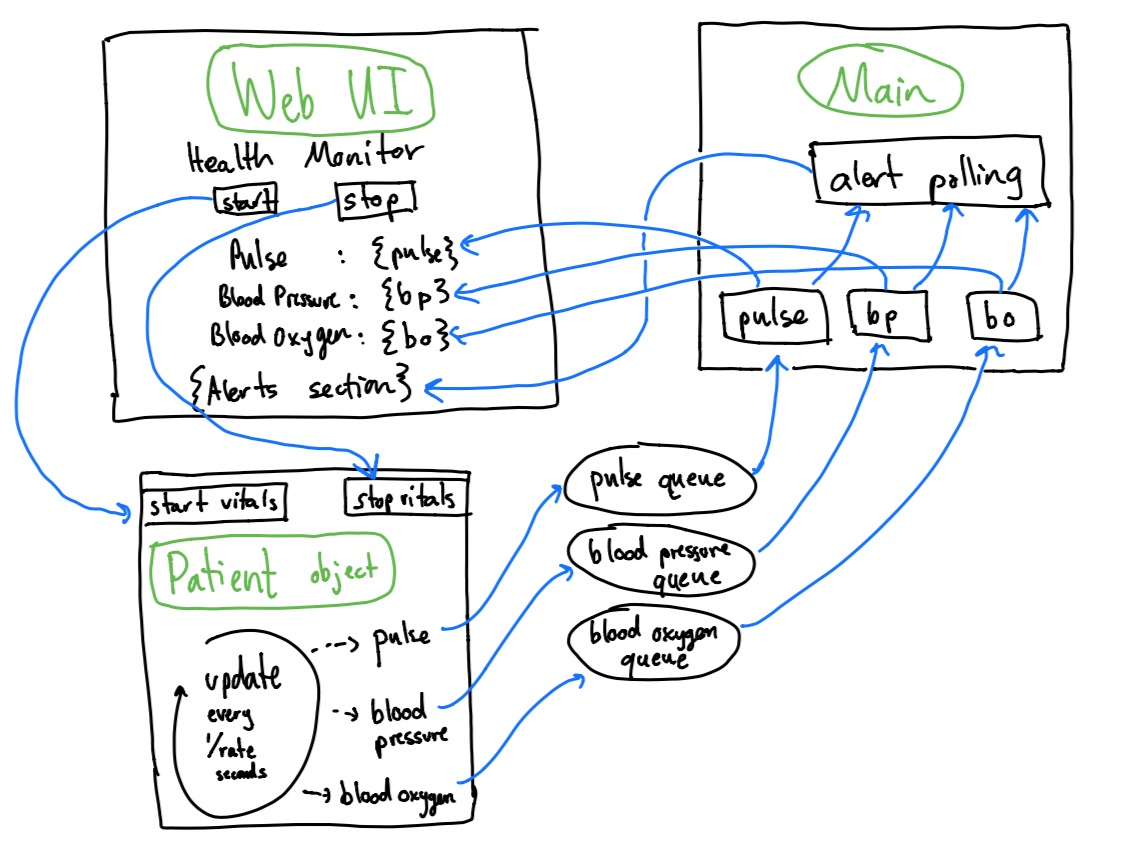 Web UI
Health Monitor
start
stop
Pulse : {pulse}
Blood Pressure : {bp}
Blood Oxygen : {bo}
{Alerts section}
Main
alert polling
pulse
bp
bo
start vitals
stop vitals
Patient object
update
every
1/rate
seconds
pulse
blood
pressure
blood oxygen
pulse queue
blood pressure
queue
blood oxygen
queue